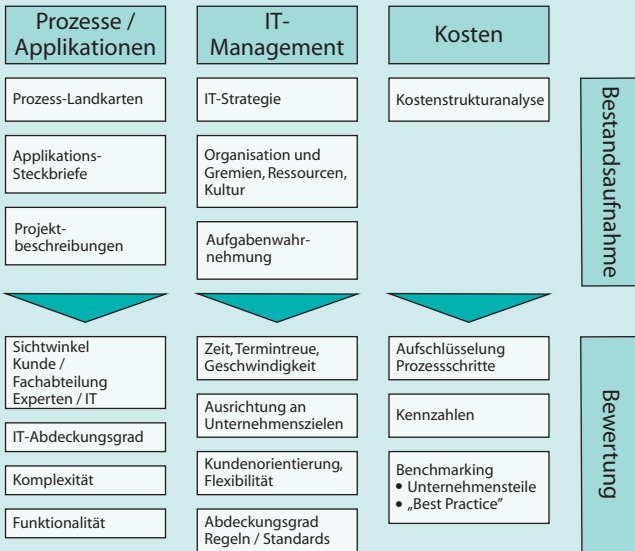 Prozesse /
Applikationen
IT-
Management
Kosten
Prozess-Landkarten
IT-Strategie
Kostenstrukturanalyse
Applikations-
Steckbriefe
Organisation und
Gremien, Ressourcen,
Kultur
Projekt-
beschreibungen
Aufgabenwahr-
nehmung
Bestandsaufnahme
Sichtwinkel
Kunde /
Fachabteilung
Experten / IT
Zeit, Termintreue,
Geschwindigkeit
Aufschlüsselung
Prozessschritte
IT-Abdeckungsgrad
Ausrichtung an
Unternehmenszielen
Kennzahlen
Komplexität
Kundenorientierung,
Flexibilität
Benchmarking
• Unternehmensteile
• „Best Practice”
Funktionalität
Abdeckungsgrad
Regeln / Standards
Bewertung